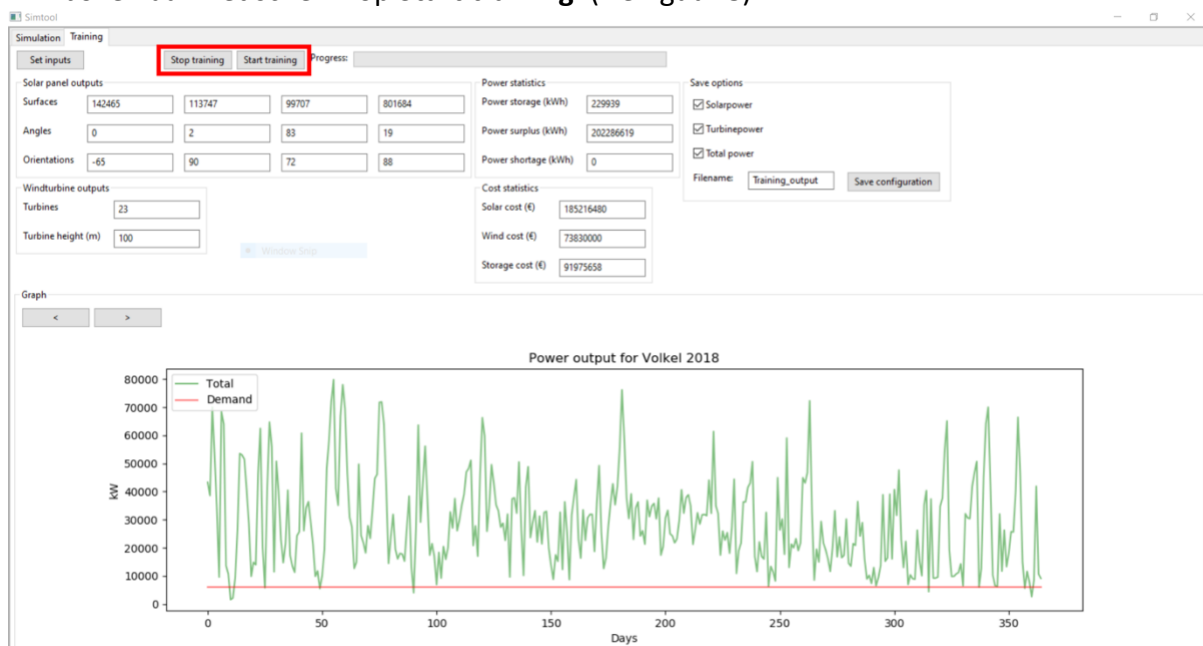 Simtool
Simulation Training
Set inputs
Stop training Start training Progress:
Solar panel outputs
Surfaces 142465 113747 99707 801684
Angles 0 2 83 19
Orientations -65 90 72 88
Windturbine outputs
Turbines 23
Turbine height (m) 100
Window Snip
Power statistics
Power storage (kWh) 229939
Power surplus (kWh) 202286619
Power shortage (kWh) 0
Cost statistics
Solar cost (€) 185216480
Wind cost (€) 73830000
Storage cost (€) 91975658
Save options
Solarpower
Turbinepower
Total power
Filename: Training_output Save configuration
Graph
< >
Power output for Volkel 2018
Total
Demand
kW
80000
70000
60000
50000
40000
30000
20000
10000
0
0 50 100 150 200 250 300 350
Days